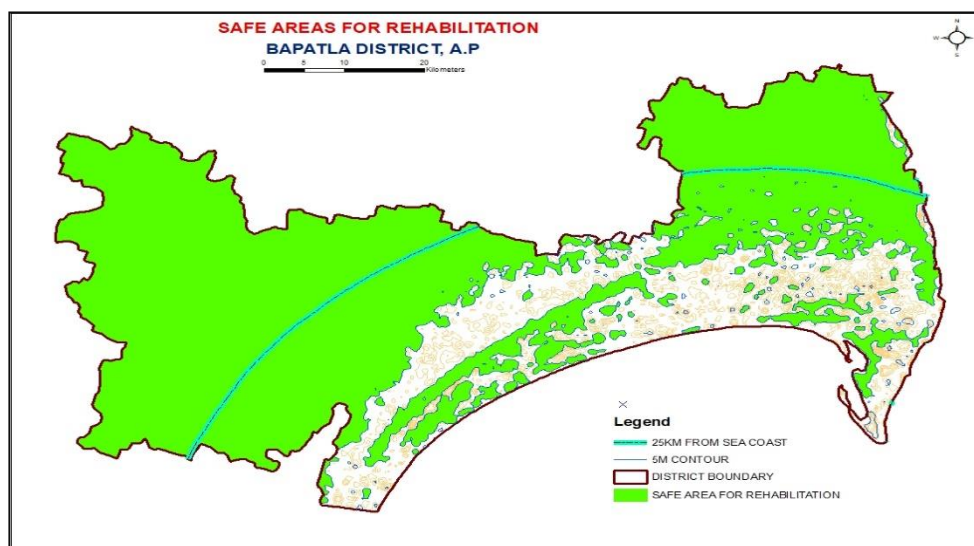 SAFE AREAS FOR REHABILITATION
BAPATLA DISTRICT, A.P
0 5 10 20
Kilometers
N
W E
S
Legend
25KM FROM SEA COAST
5M CONTOUR
DISTRICT BOUNDARY
SAFE AREA FOR REHABILITATION